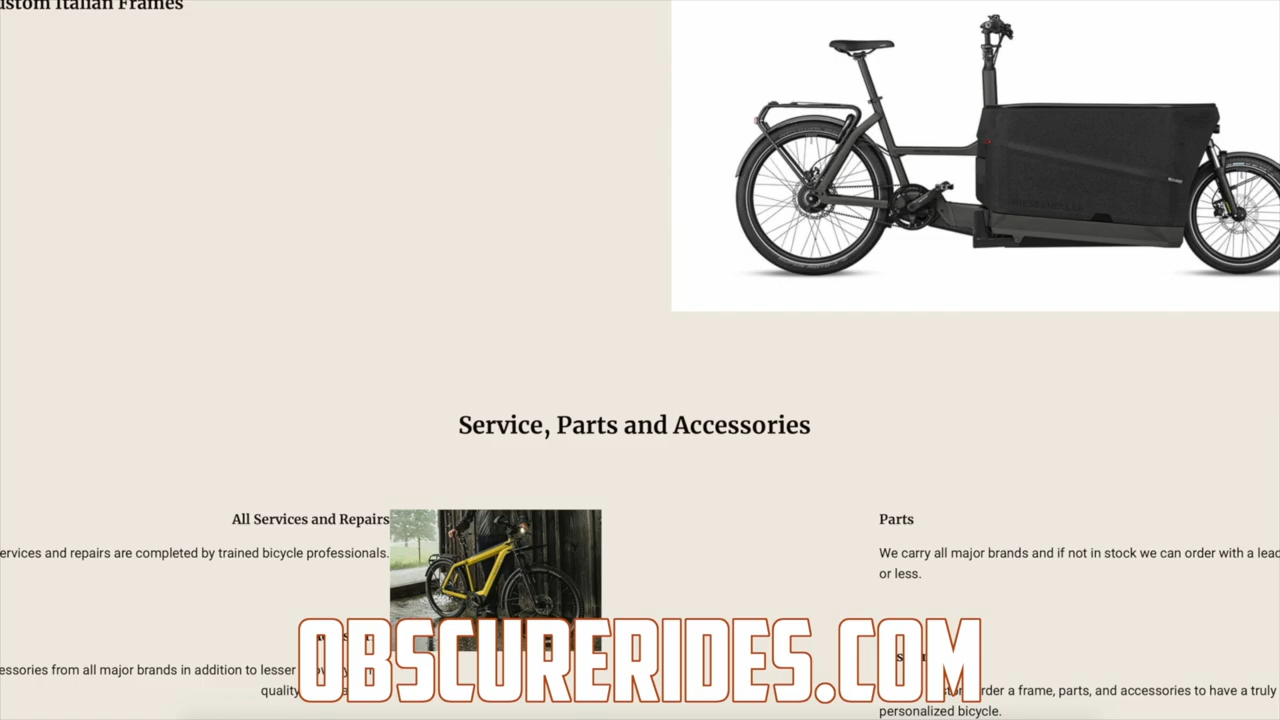 ustom Italian Frames
Service, Parts and Accessories
All Services and Repairs
ervices and repairs are completed by trained bicycle professionals.
Parts
We carry all major brands and if not in stock we can order with a lead
or less.
essories from all major brands in addition to lesser
quality
order a frame, parts, and accessories to have a truly
personalized bicycle.
OBSCURERIDES.COM